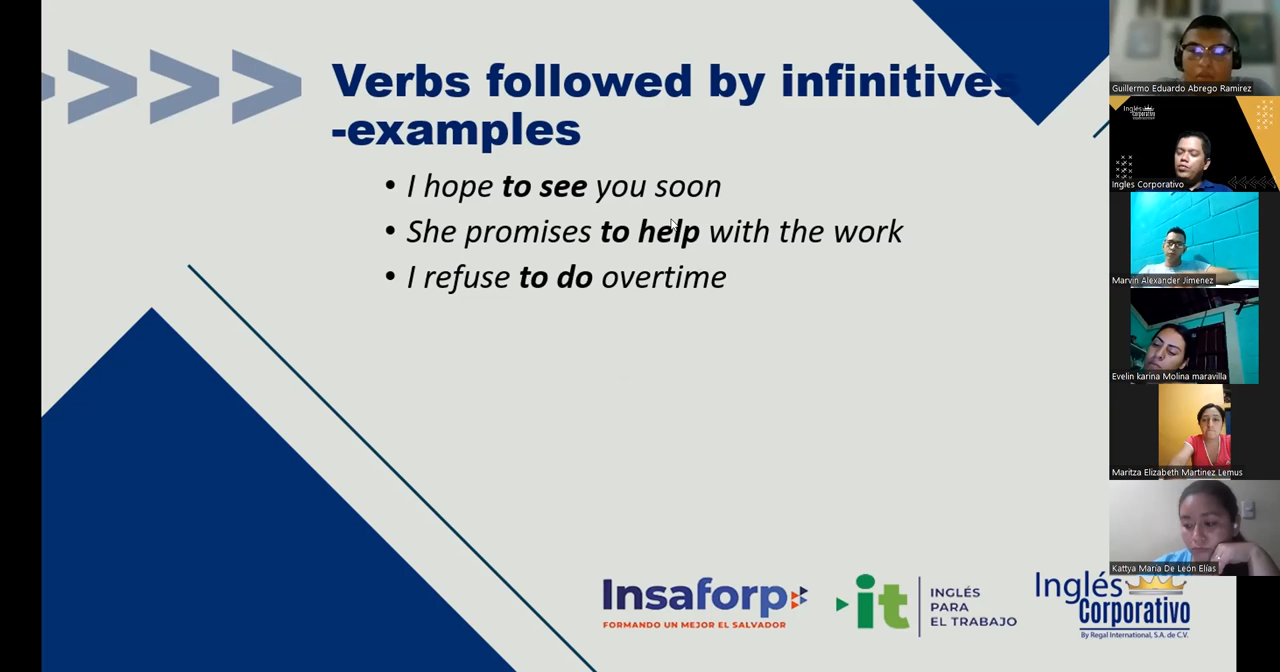 Verbs followed by infinitives
-examples
• I hope to see you soon
• She promises to help with the work
• I refuse to do overtime
Insaforp
FORMANDO UN MEJOR EL SALVADOR
it
INGLÉS
PARA
EL TRABAJO
Inglés
Corporativo
By Regal International, S.A. de C.V.
Guillermo Eduardo Abrego Ramirez
Inglés
Corporativo
Ingles Corporativo
Marvin Alexander Jimenez
Evelin karina Molina maravilla
Maritza Elizabeth Martinez Lemus
Kattya María De León Elías